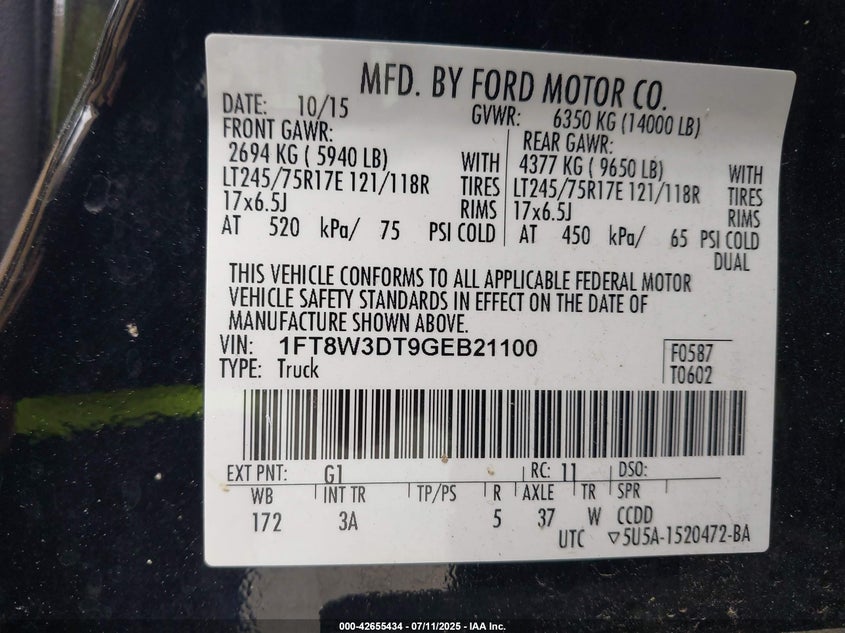 MFD. BY FORD MOTOR CO.
DATE: 10/15 GVWR: 6350 KG (14000 LB)
FRONT GAWR: REAR GAWR:
2694 KG ( 5940 LB) WITH 4377 KG ( 9650 LB) WITH
LT245/75R17E 121/118R TIRES LT245/75R17E 121/118R TIRES
17x6.5J RIMS 17x6.5J RIMS
AT 520 kPa/ 75 PSI COLD AT 450 kPa/ 65 PSI COLD
DUAL
THIS VEHICLE CONFORMS TO ALL APPLICABLE FEDERAL MOTOR
VEHICLE SAFETY STANDARDS IN EFFECT ON THE DATE OF
MANUFACTURE SHOWN ABOVE.
VIN: 1FT8W3DT9GEB21100
F0587
TYPE: Truck
T0602
EXT PNT: G1 RC: 11 DSO:
WB INT TR TP/PS R AXLE TR SPR
172 3A 5 37 W CCDD
UTC ▽5U5A-1520472-BA
000-42655434 - 07/11/2025 - IAA Inc.